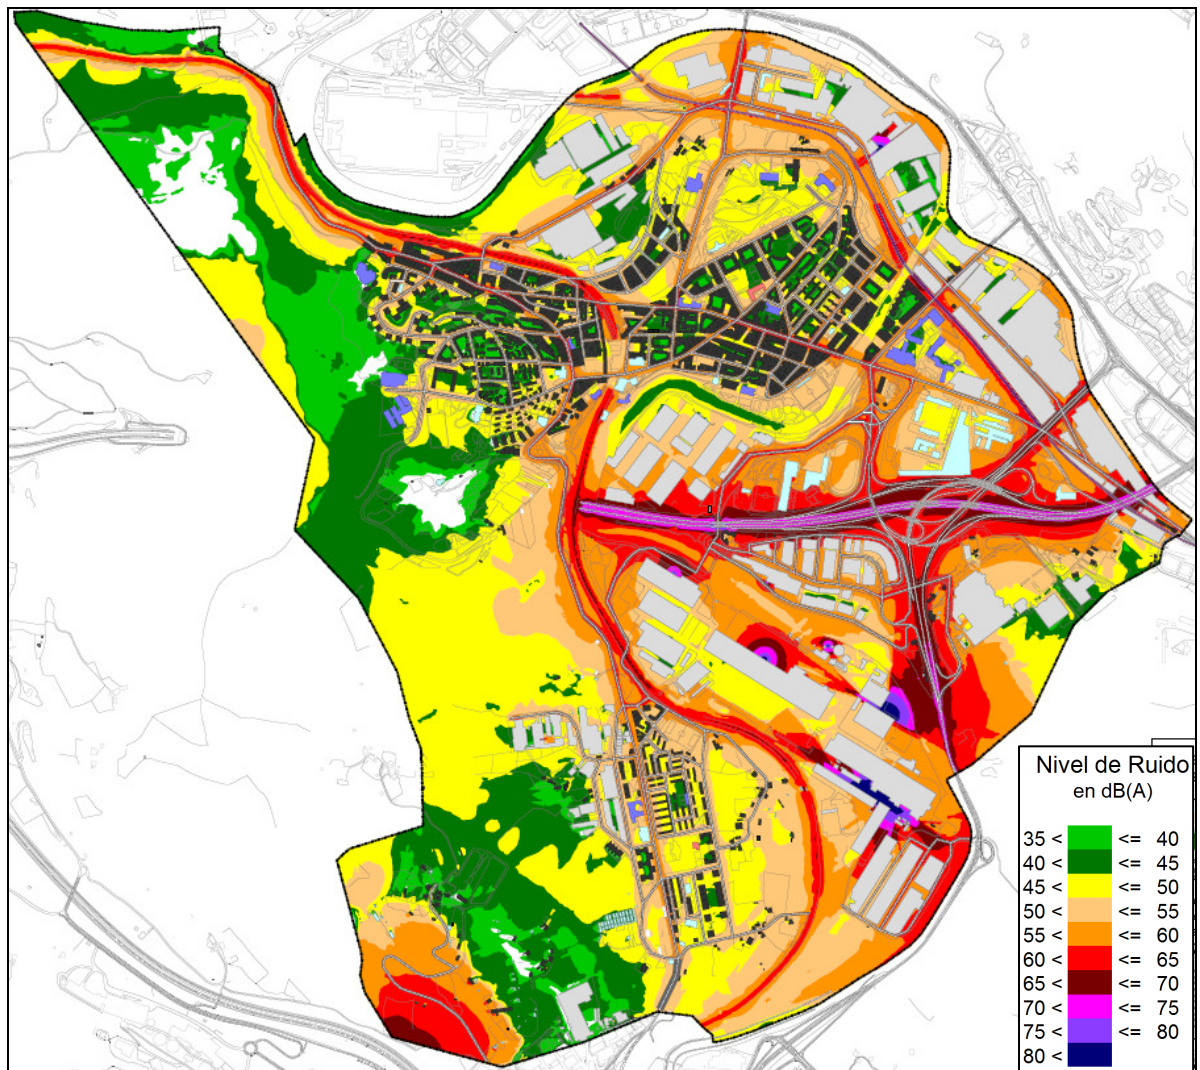 Nivel de Ruido
en dB(A)
35 < <= 40
40 < <= 45
45 < <= 50
50 < <= 55
55 < <= 60
60 < <= 65
65 < <= 70
70 < <= 75
75 < <= 80
80 <